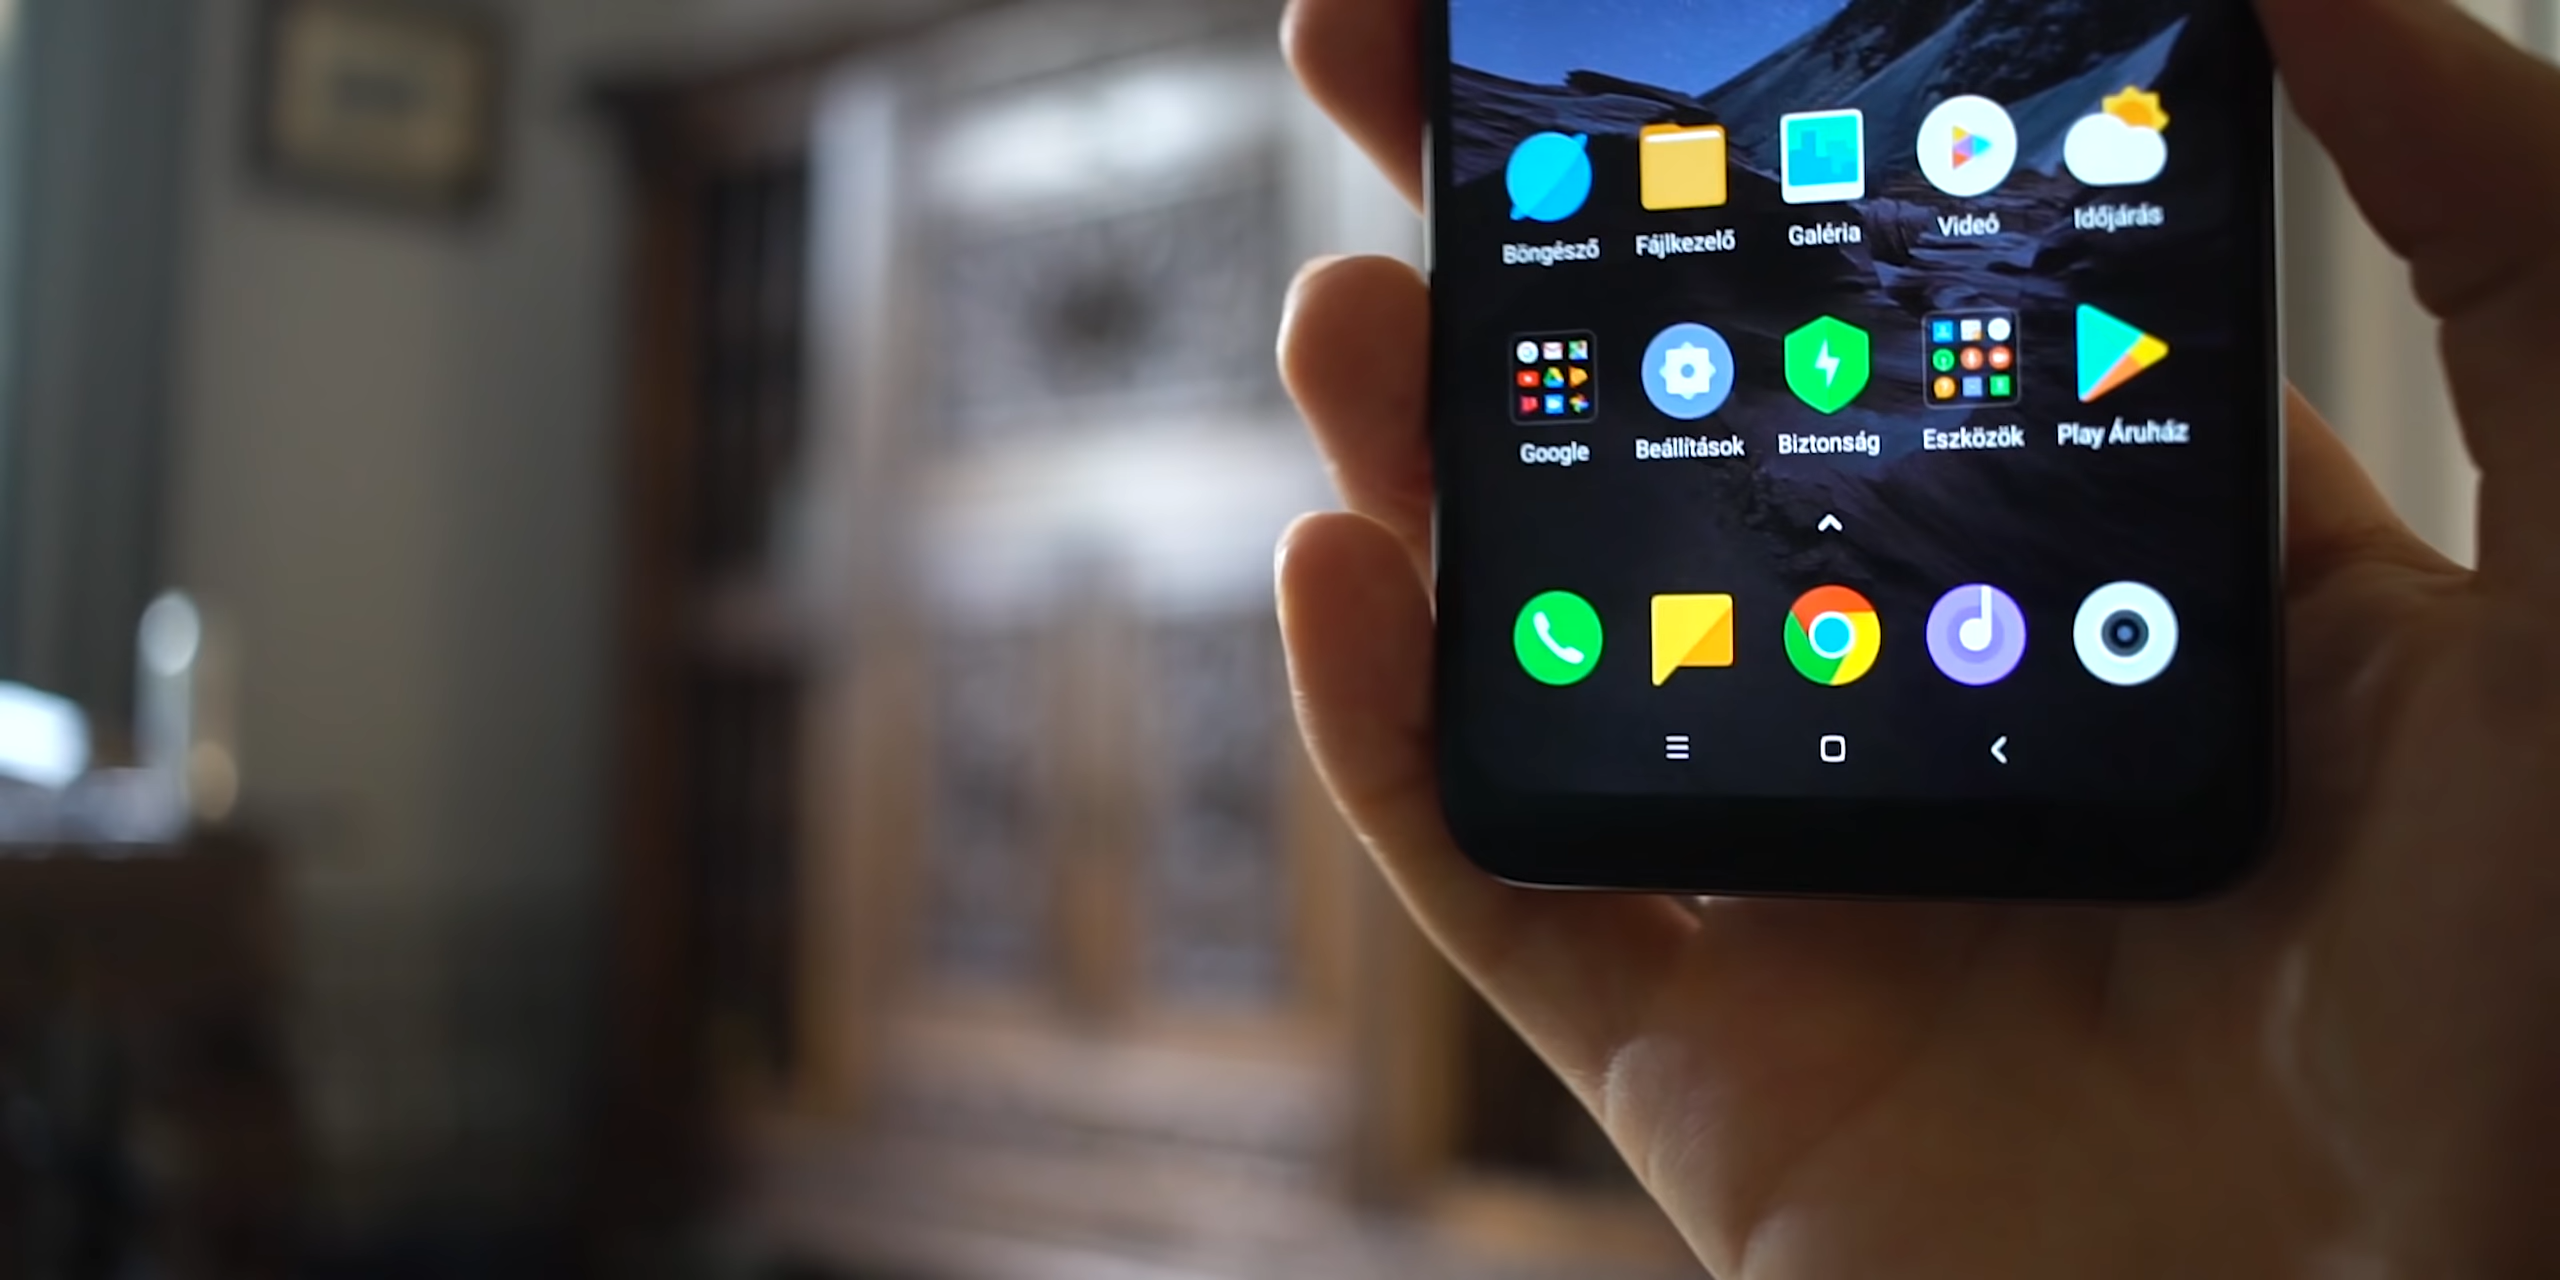 Böngésző
Fájlkezelő
Galéria
Videó
Időjárás
Google
Beállítások
Biztonság
Eszközök
Play Áruház